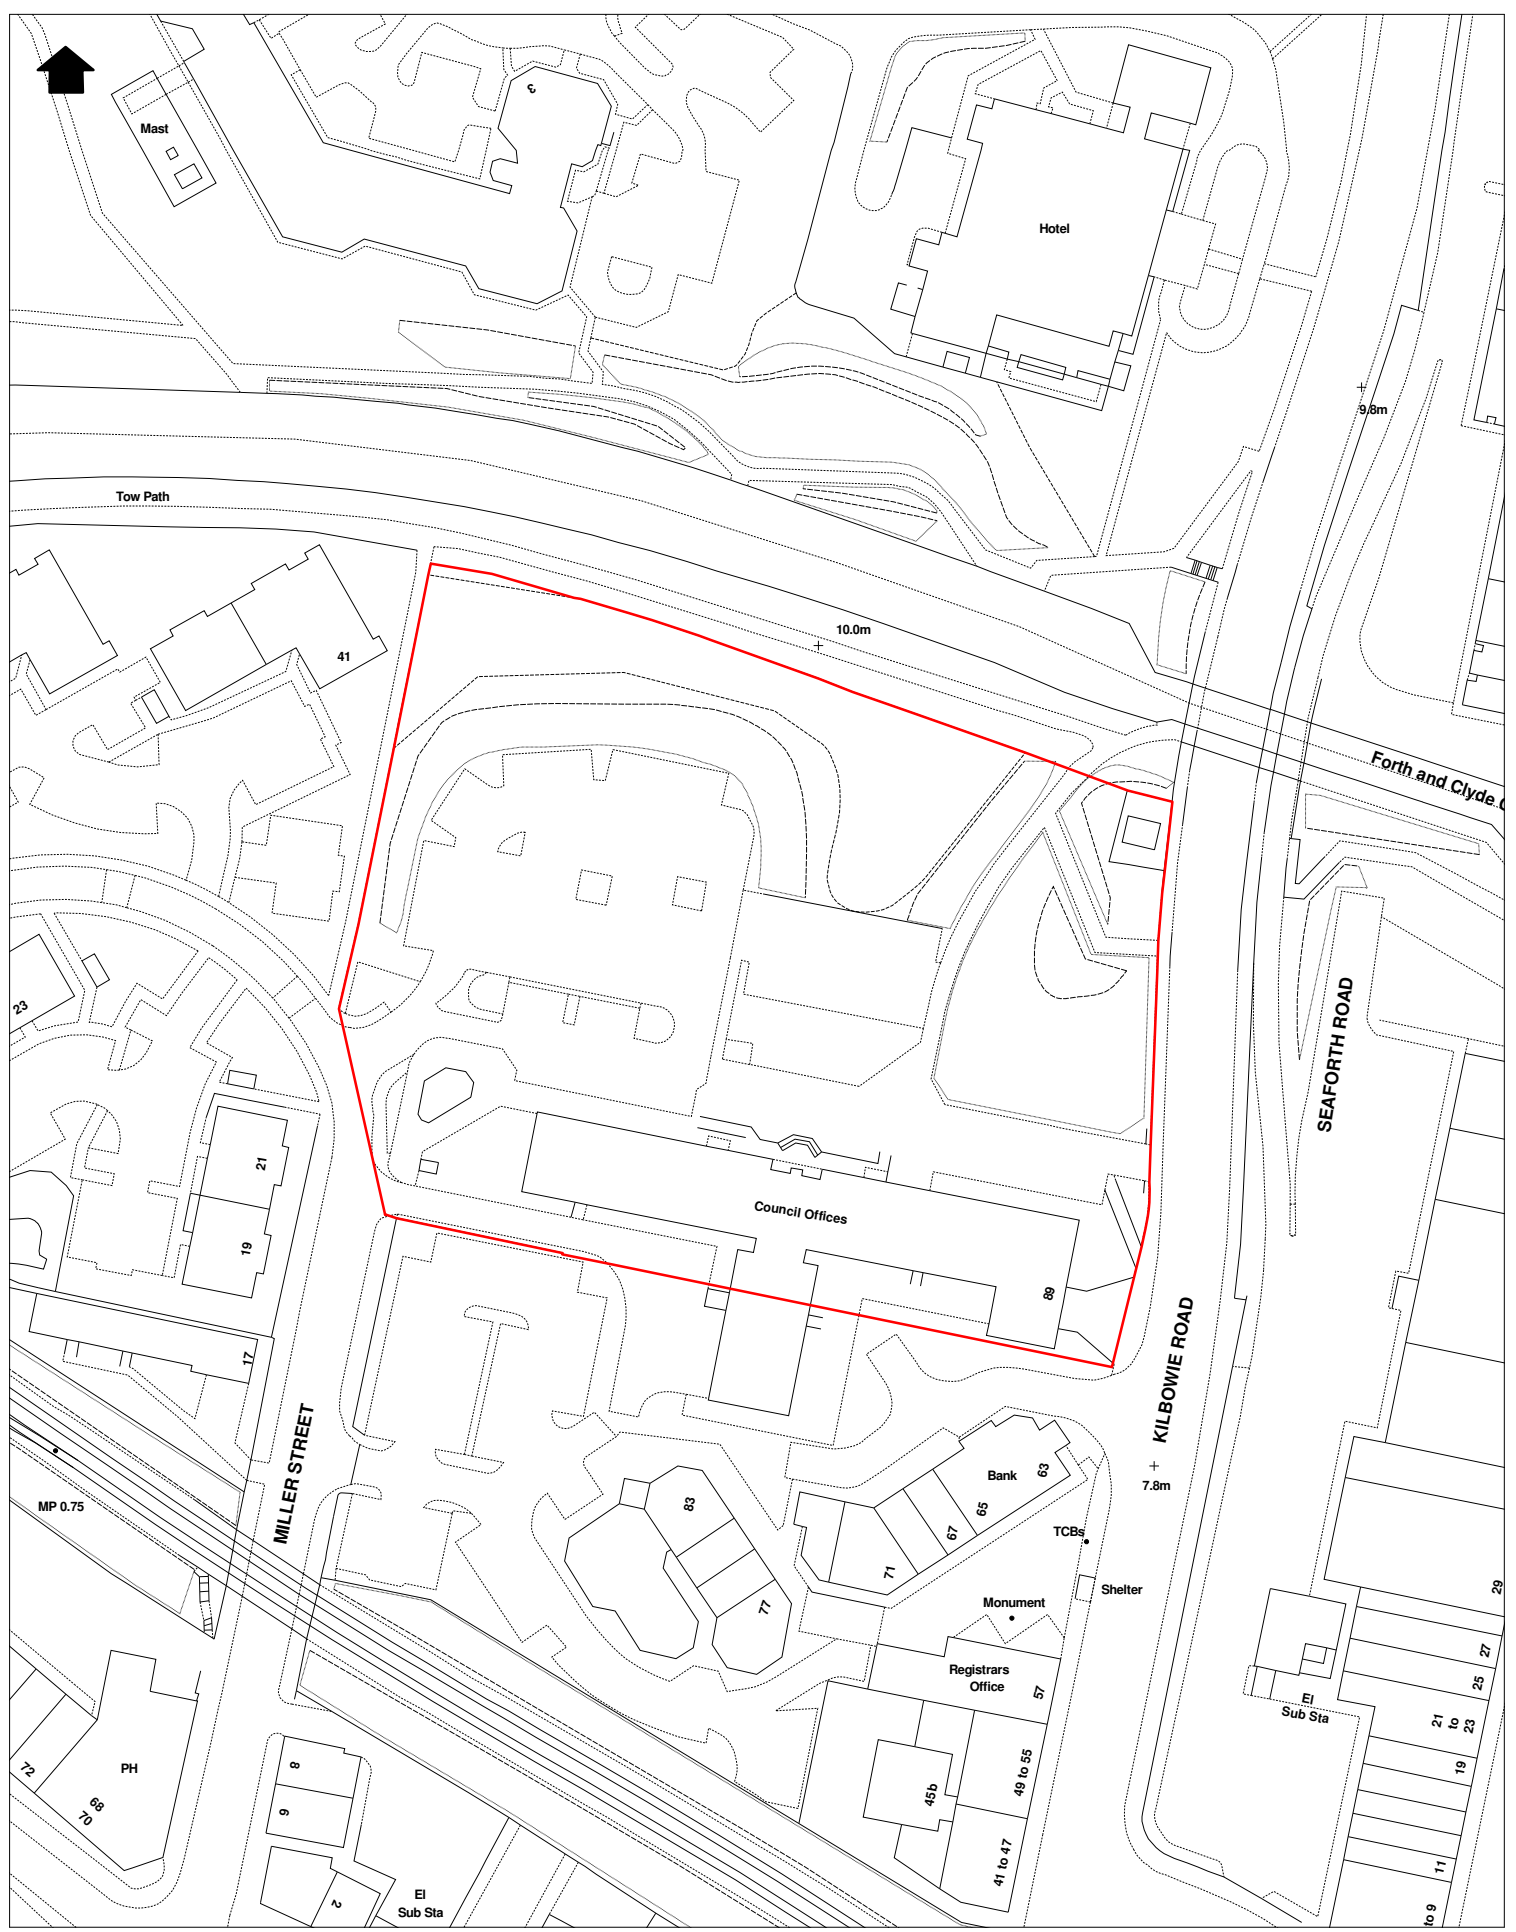 3
Mast
Hotel
9.8m
Tow Path
10.0m
41
Forth and Clyde
23
SEAFORTH ROAD
21
Council Offices
19
89
17
KILBOWIE ROAD
MILLER STREET
Bank
63
65
67
71
83
77
7.8m
MP 0.75
TCBs
Shelter
Monument
29
Registrars
Office
57
27
25
El
Sub Sta
21
to
23
19
PH
72
68
70
8
6
49 to 55
45b
41 to 47
11
El
Sub Sta
2
to 9